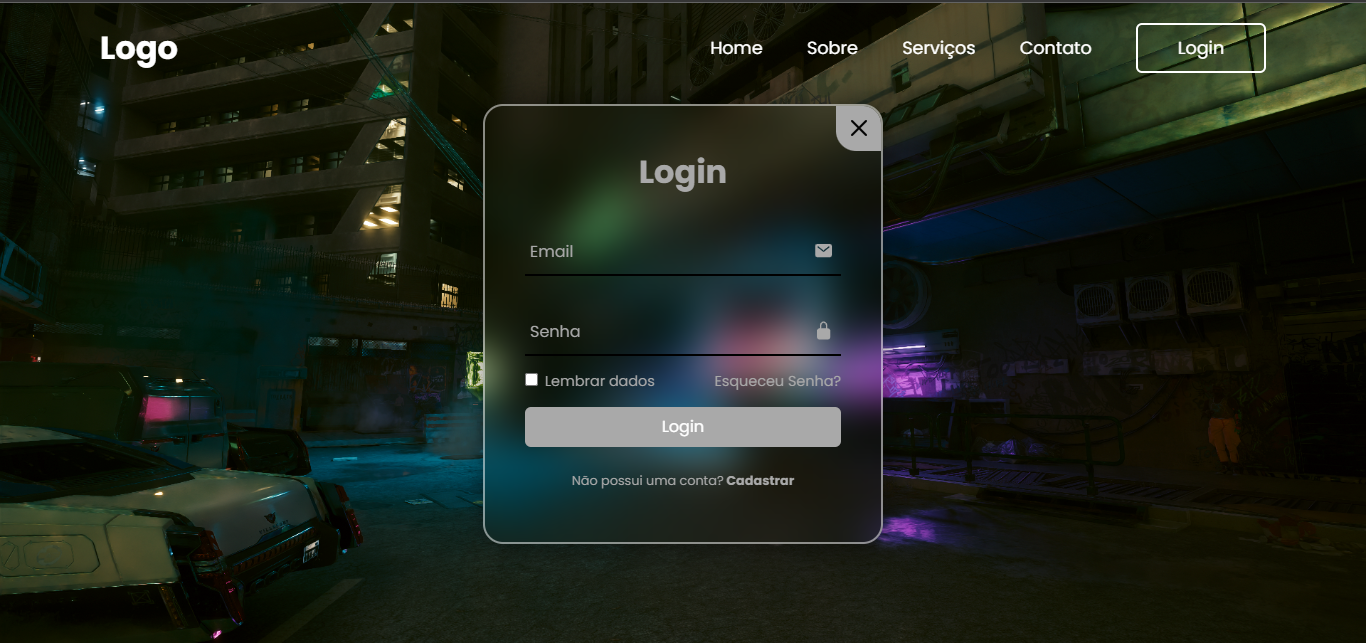 Logo
Home Sobre Serviços Contato Login
Login
Email
Senha
Lembrar dados Esqueceu Senha?
Login
Não possui uma conta? Cadastrar